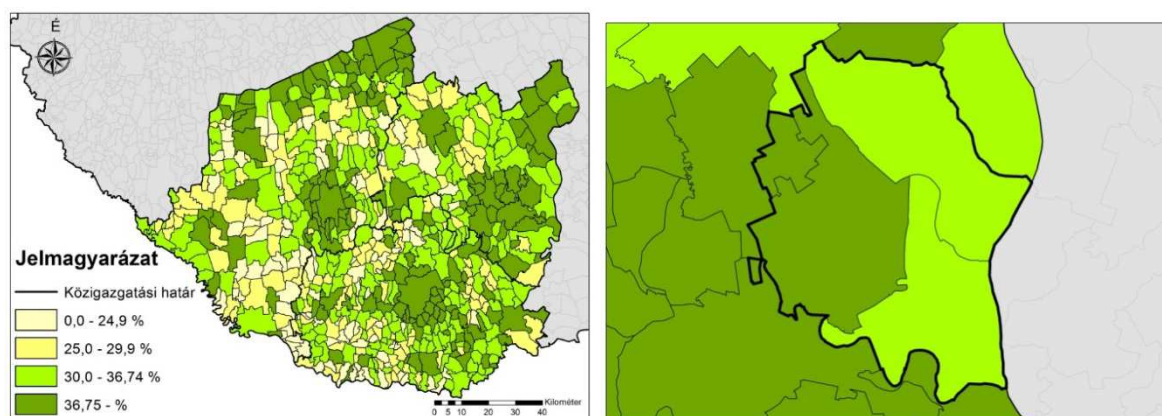 É
Jelmagyarázat
Közigazgatási határ
0,0 - 24,9 %
25,0 - 29,9 %
30,0 - 36,74 %
36,75 - %
Kilométer
0 5 10 20 30 40